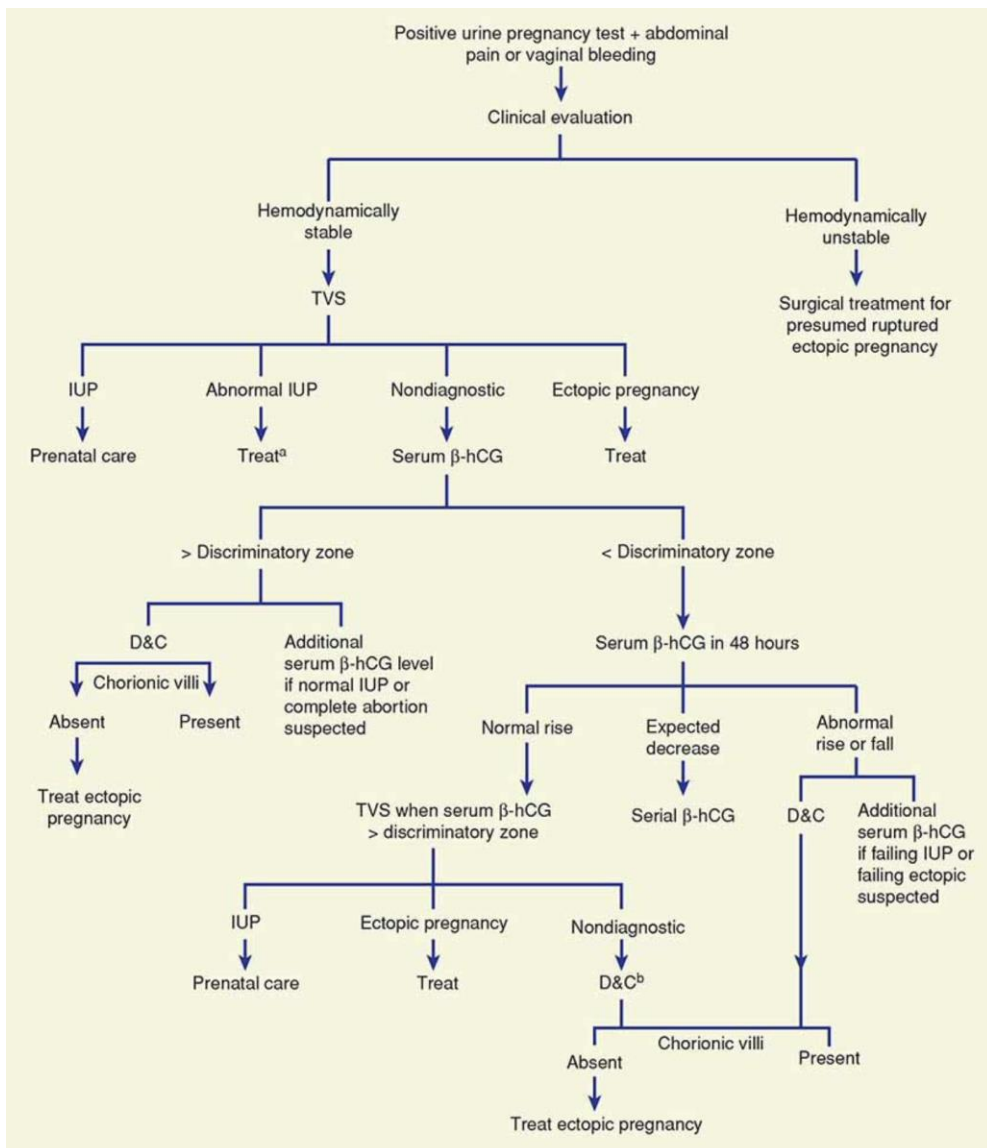 Positive urine pregnancy test + abdominal
pain or vaginal bleeding
Clinical evaluation
Hemodynamically
stable
Hemodynamically
unstable
TVS
Surgical treatment for
presumed ruptured
ectopic pregnancy
IUP
Abnormal IUP
Nondiagnostic
Ectopic pregnancy
Prenatal care
Treatᵃ
Serum β-hCG
Treat
> Discriminatory zone
< Discriminatory zone
D&C
Additional
serum β-hCG level
if normal IUP or
complete abortion
suspected
Serum β-hCG in 48 hours
Chorionic villi
Absent
Present
Normal rise
Expected
decrease
Abnormal
rise or fall
Treat ectopic
pregnancy
TVS when serum β-hCG
> discriminatory zone
Serial β-hCG
D&C
Additional
serum β-hCG
if failing IUP or
failing ectopic
suspected
IUP
Ectopic pregnancy
Nondiagnostic
Prenatal care
Treat
D&Cᵇ
Chorionic villi
Absent
Present
Treat ectopic pregnancy